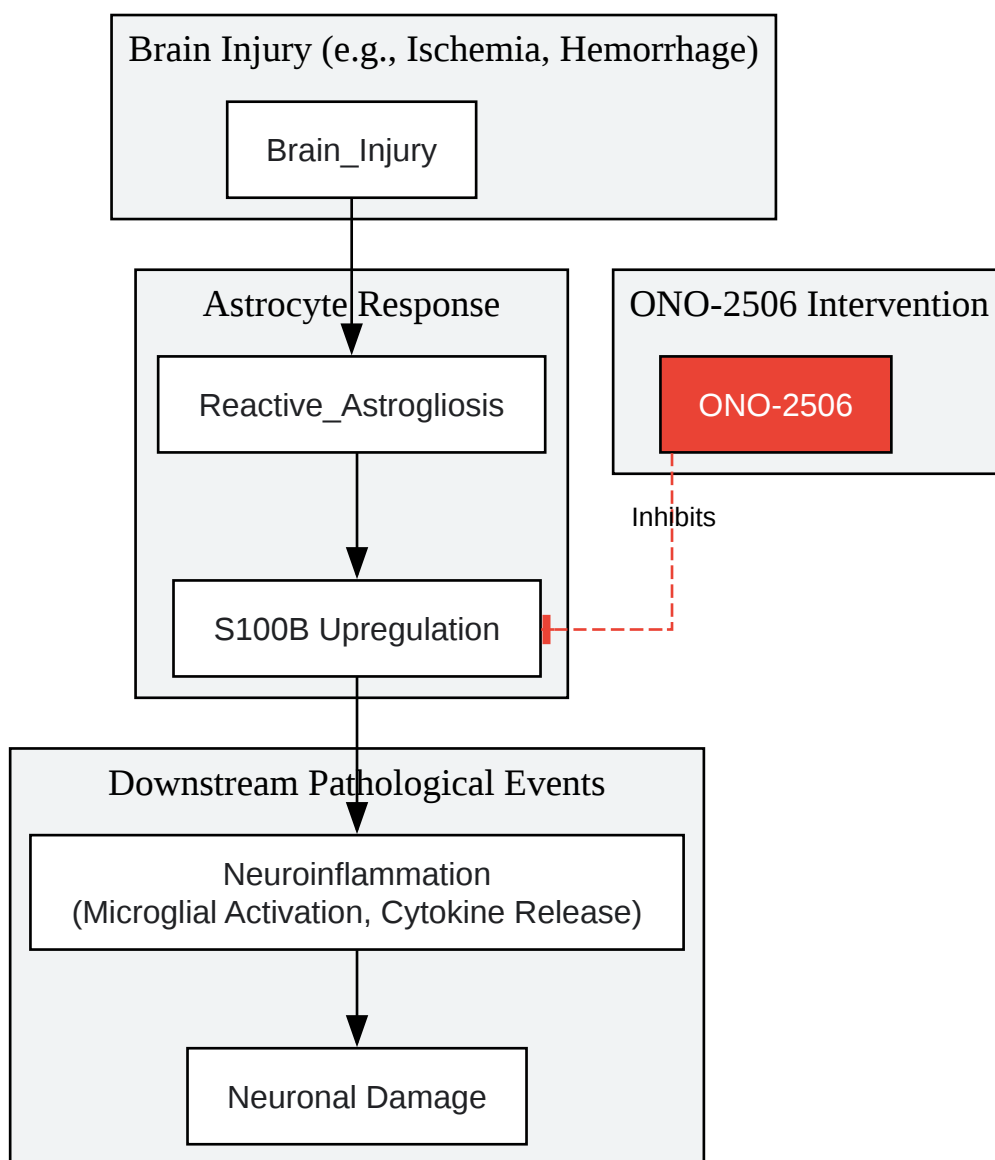 Brain Injury (e.g., Ischemia, Hemorrhage)
Brain_Injury
Astrocyte Response
Reactive_Astrogliosis
S100B Upregulation
ONO-2506 Intervention
ONO-2506
Inhibits
Downstream Pathological Events
Neuroinflammation
(Microglial Activation, Cytokine Release)
Neuronal Damage